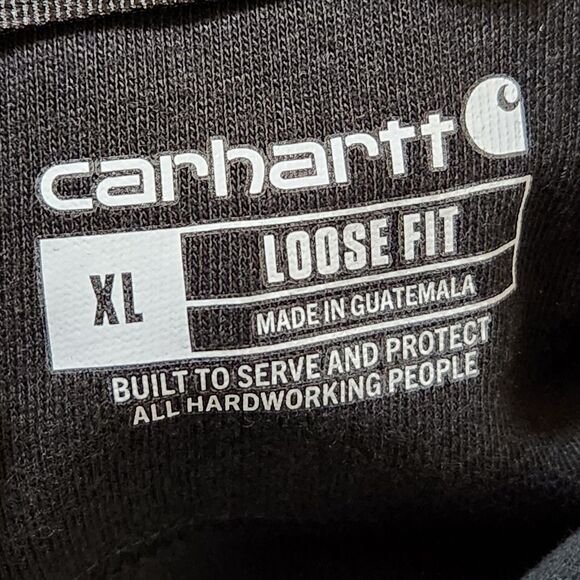 carhartt
XL
LOOSE FIT
MADE IN GUATEMALA
BUILT TO SERVE AND PROTECT
ALL HARDWORKING PEOPLE